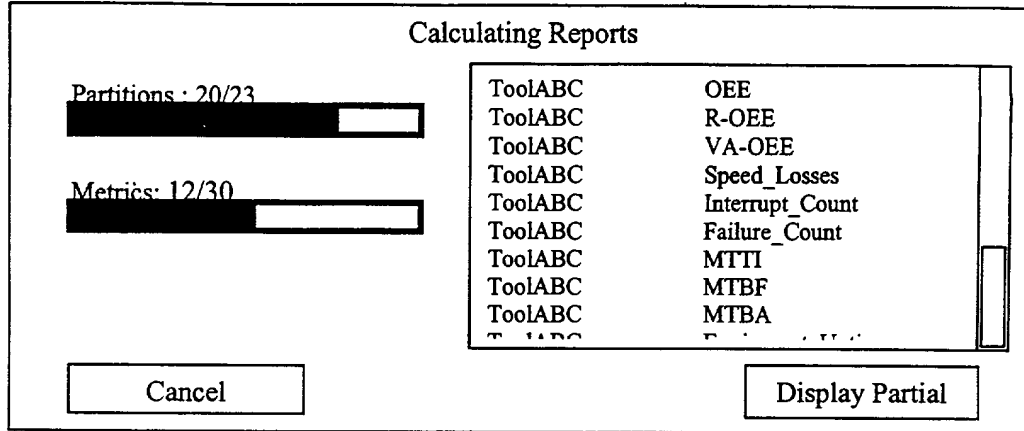 Calculating Reports
Partitions : 20/23
Metrics: 12/30
ToolABC OEE
ToolABC R-OEE
ToolABC VA-OEE
ToolABC Speed_Losses
ToolABC Interrupt_Count
ToolABC Failure_Count
ToolABC MTTI
ToolABC MTBF
ToolABC MTBA
Cancel
Display Partial